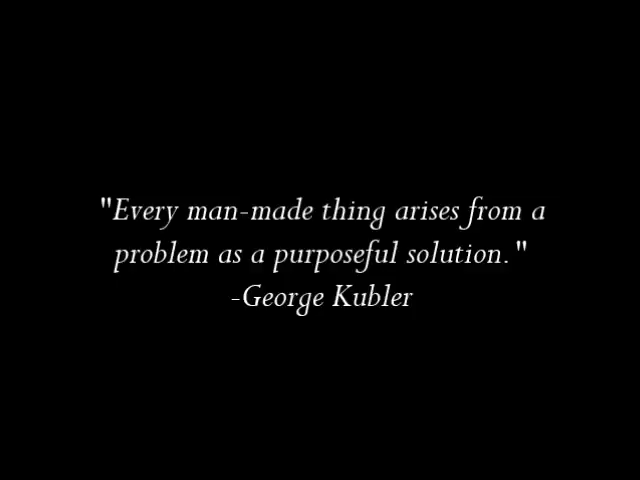 "Every man-made thing arises from a
problem as a purposeful solution."
-George Kubler